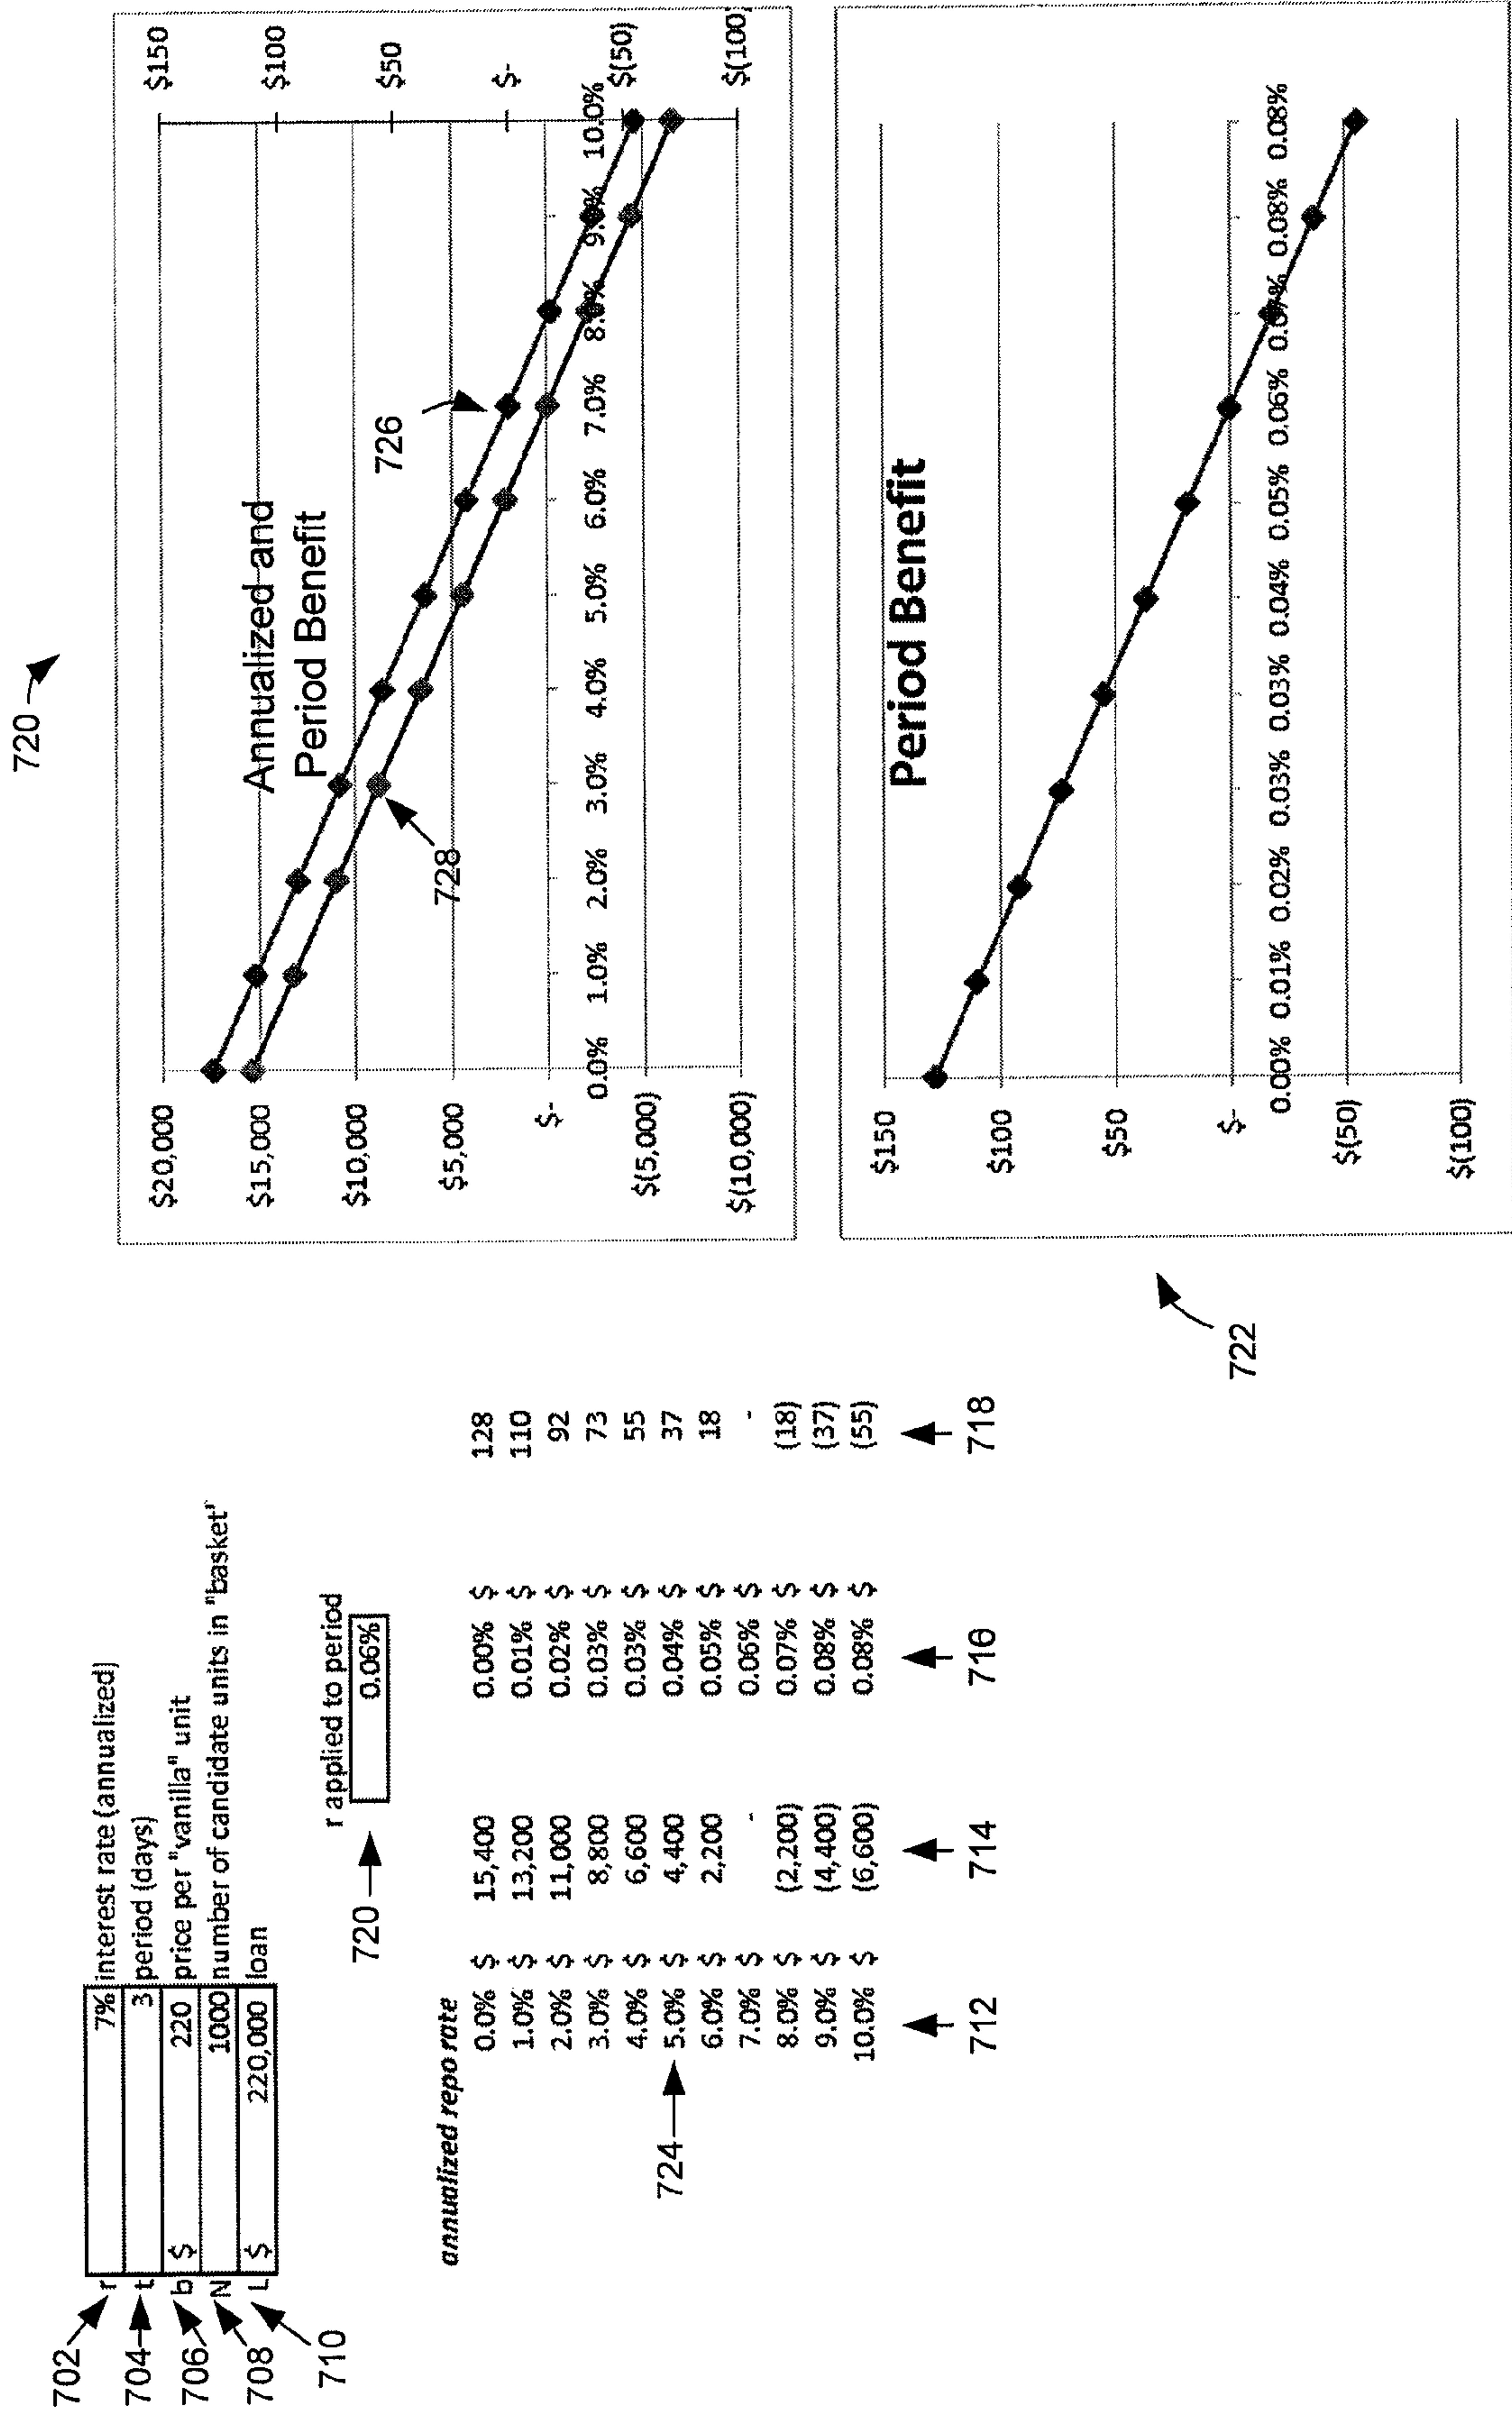 702 r 7% interest rate (annualized)
704 t 3 period (days)
706 b $ 220 price per "vanilla" unit
708 N 1000 number of candidate units in "basket"
710 L $ 220,000 loan
r applied to period
720 0.06%
annualized repo rate
0.0% $ 15,400 0.00% $ 128
1.0% $ 13,200 0.01% $ 110
2.0% $ 11,000 0.02% $ 92
3.0% $ 8,800 0.03% $ 73
4.0% $ 6,600 0.03% $ 55
724 5.0% $ 4,400 0.04% $ 37
6.0% $ 2,200 0.05% $ 18
7.0% $ - 0.06% $ -
8.0% $ (2,200) 0.07% $ (18)
9.0% $ (4,400) 0.08% $ (37)
10.0% $ (6,600) 0.08% $ (55)
712 714 716 718
720
Annualized and
Period Benefit
$20,000
$15,000
$10,000
$5,000
$-
$(5,000)
$(10,000)
0.0% 1.0% 2.0% 3.0% 4.0% 5.0% 6.0% 7.0% 8.0% 9.0% 10.0%
$150
$100
$50
$-
$(50)
$(100)
726
728
722
Period Benefit
$150
$100
$50
$-
$(50)
$(100)
0.00% 0.01% 0.02% 0.03% 0.03% 0.04% 0.05% 0.06% 0.07% 0.08% 0.08%